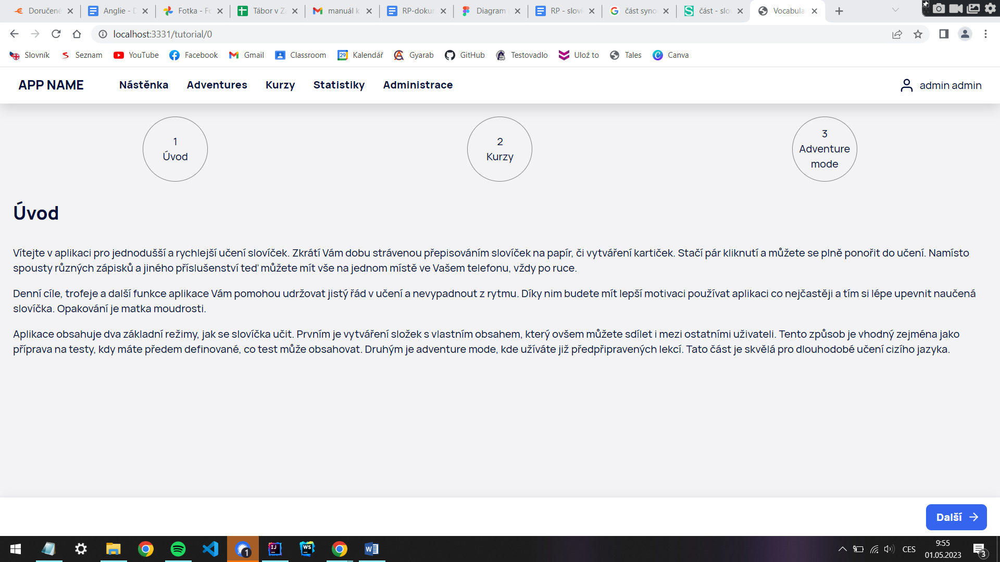 Doručené
Anglie - D
Fotka - Fo
Tábor v Zá
manuál k
RP-dokum
Diagram
RP - slovíč
část syno
část - slov
Vocabular
localhost:3331/tutorial/0
Slovník
Seznam
YouTube
Facebook
Gmail
Classroom
Kalendář
Gyarab
GitHub
Testovadlo
Ulož to
Tales
Canva
APP NAME
Nástěnka
Adventures
Kurzy
Statistiky
Administrace
admin admin
1
Úvod
2
Kurzy
3
Adventure
mode
Úvod
Vítejte v aplikaci pro jednodušší a rychlejší učení slovíček. Zkrátí Vám dobu strávenou přepisováním slovíček na papír, či vytváření kartiček. Stačí pár kliknutí a můžete se plně ponořit do učení. Namísto
spousty různých zápisků a jiného příslušenství teď můžete mít vše na jednom místě ve Vašem telefonu, vždy po ruce.
Denní cíle, trofeje a další funkce aplikace Vám pomohou udržovat jistý řád v učení a nevypadnout z rytmu. Díky nim budete mít lepší motivaci používat aplikaci co nejčastěji a tím si lépe upevnit naučená
slovíčka. Opakování je matka moudrosti.
Aplikace obsahuje dva základní režimy, jak se slovíčka učit. Prvním je vytváření složek s vlastním obsahem, který ovšem můžete sdílet i mezi ostatními uživateli. Tento způsob je vhodný zejména jako
příprava na testy, kdy máte předem definované, co test může obsahovat. Druhým je adventure mode, kde užíváte již předpřipravených lekcí. Tato část je skvělá pro dlouhodobé učení cizího jazyka.
Další
CES
9:55
01.05.2023
3